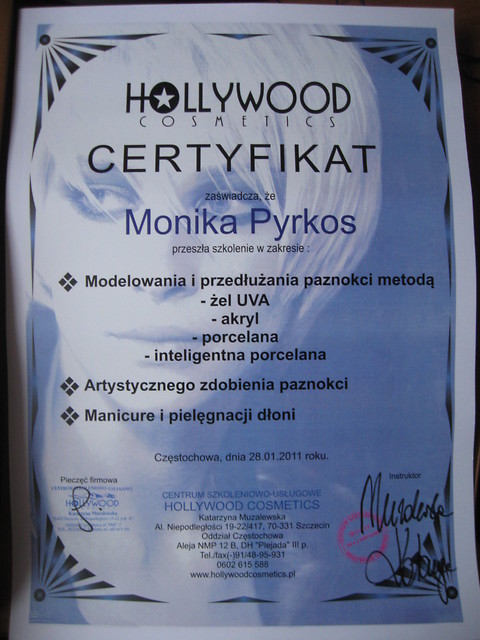 HOLLYWOOD
COSMETICS
CERTYFIKAT
zaświadcza, że
Monika Pyrkos
przeszła szkolenie w zakresie :
❖ Modelowania i przedłużania paznokci metodą
- żel UVA
- akryl
- porcelana
- inteligentna porcelana
❖ Artystycznego zdobienia paznokci
❖ Manicure i pielęgnacji dłoni
Częstochowa, dnia 28.01.2011 roku.
Pieczęć firmowa
HOLLYWOOD
Instruktor
CENTRUM SZKOLENIOWO-USŁUGOWE
HOLLYWOOD COSMETICS
Katarzyna Muzalewska
Al. Niepodległości 19-22/417, 70-331 Szczecin
Oddział Częstochowa
Aleja NMP 12 B, DH "Plejada" III p.
Tel./fax(-)91/48-95-931
0602 615 588
www.hollywoodcosmetics.pl